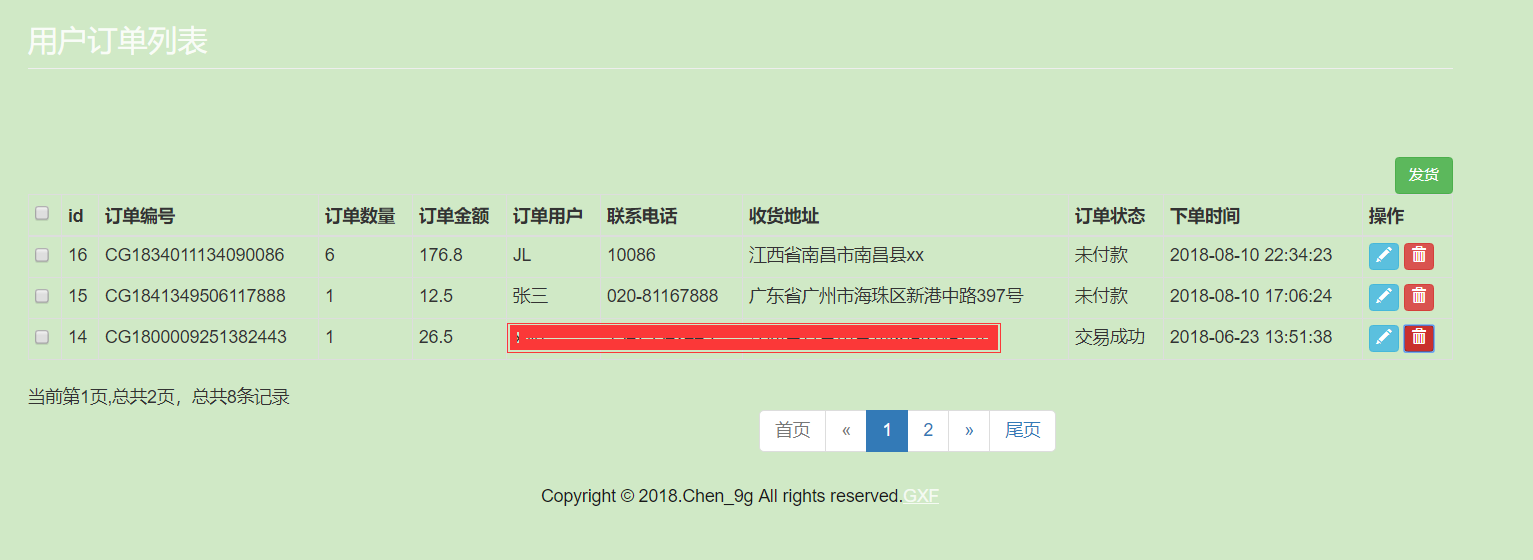 用户订单列表
发货
id 订单编号 订单数量 订单金额 订单用户 联系电话 收货地址 订单状态 下单时间 操作
16 CG1834011134090086 6 176.8 JL 10086 江西省南昌市南昌县xx 未付款 2018-08-10 22:34:23
15 CG1841349506117888 1 12.5 张三 020-81167888 广东省广州市海珠区新港中路397号 未付款 2018-08-10 17:06:24
14 CG1800009251382443 1 26.5 交易成功 2018-06-23 13:51:38
当前第1页,总共2页，总共8条记录
首页 « 1 2 » 尾页
Copyright © 2018.Chen_9g All rights reserved.GXF